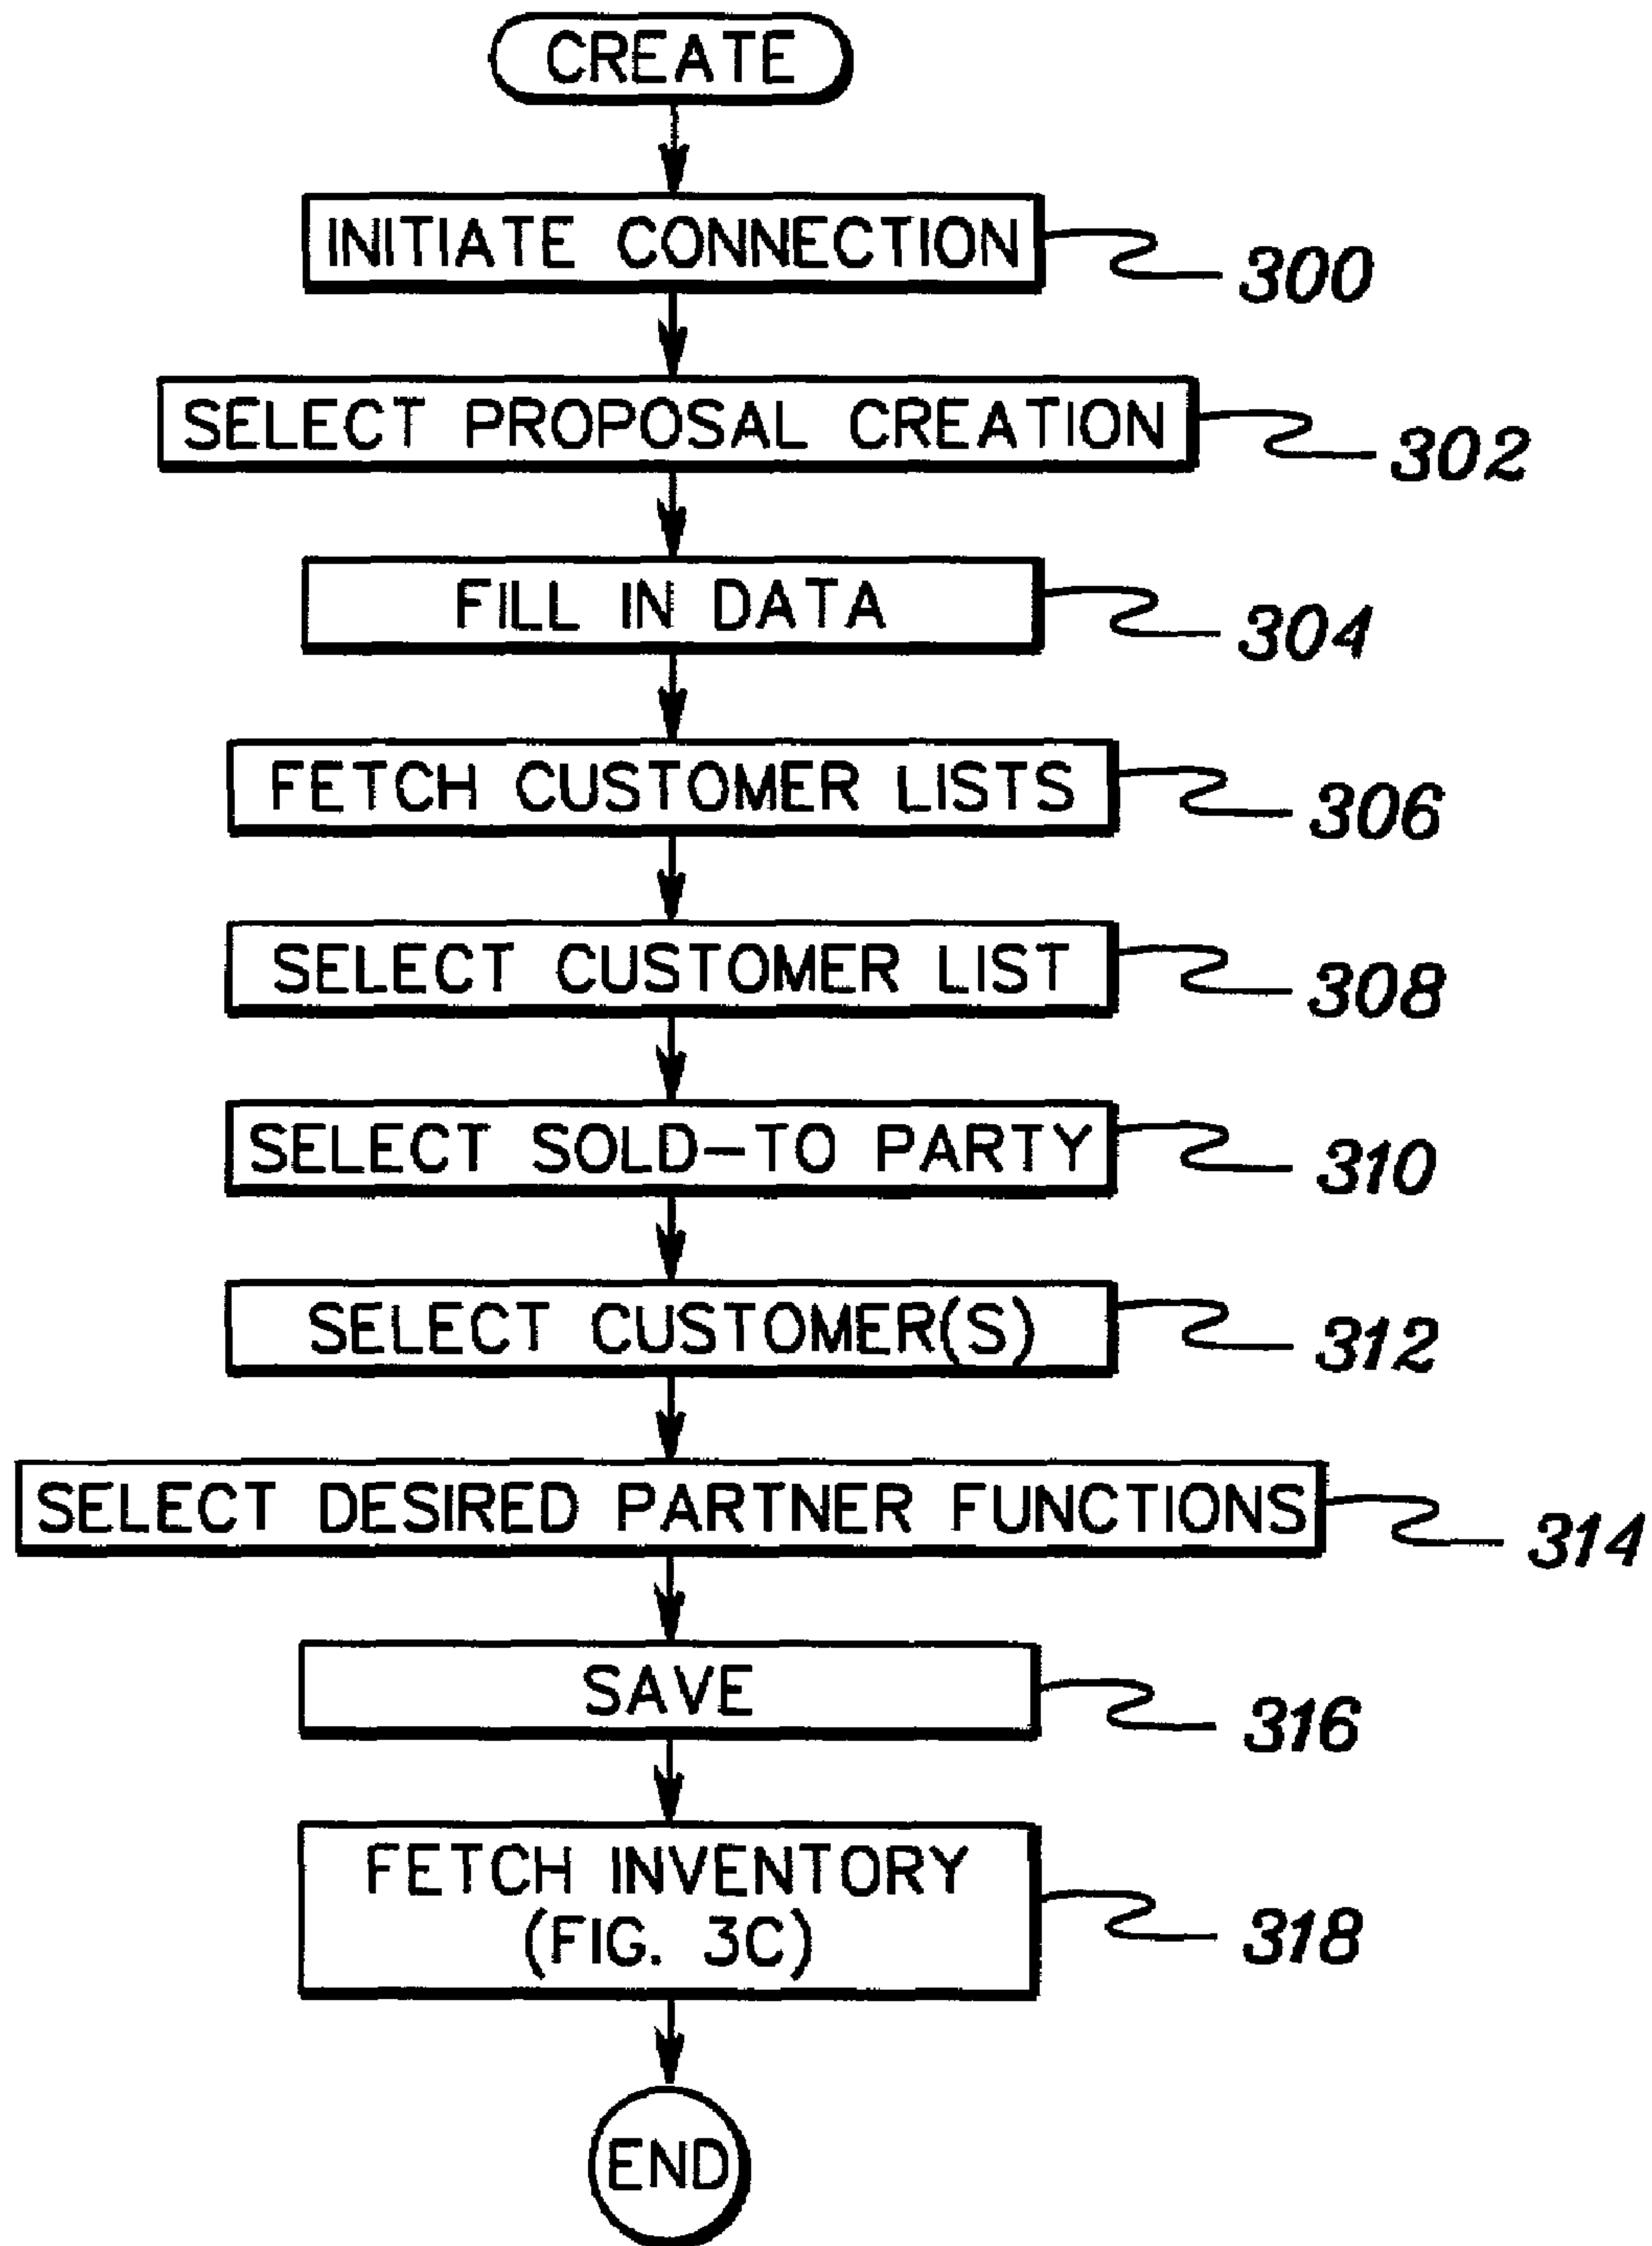 CREATE
INITIATE CONNECTION
300
SELECT PROPOSAL CREATION
302
FILL IN DATA
304
FETCH CUSTOMER LISTS
306
SELECT CUSTOMER LIST
308
SELECT SOLD-TO PARTY
310
SELECT CUSTOMER(S)
312
SELECT DESIRED PARTNER FUNCTIONS
314
SAVE
316
FETCH INVENTORY
(FIG. 3C)
318
END